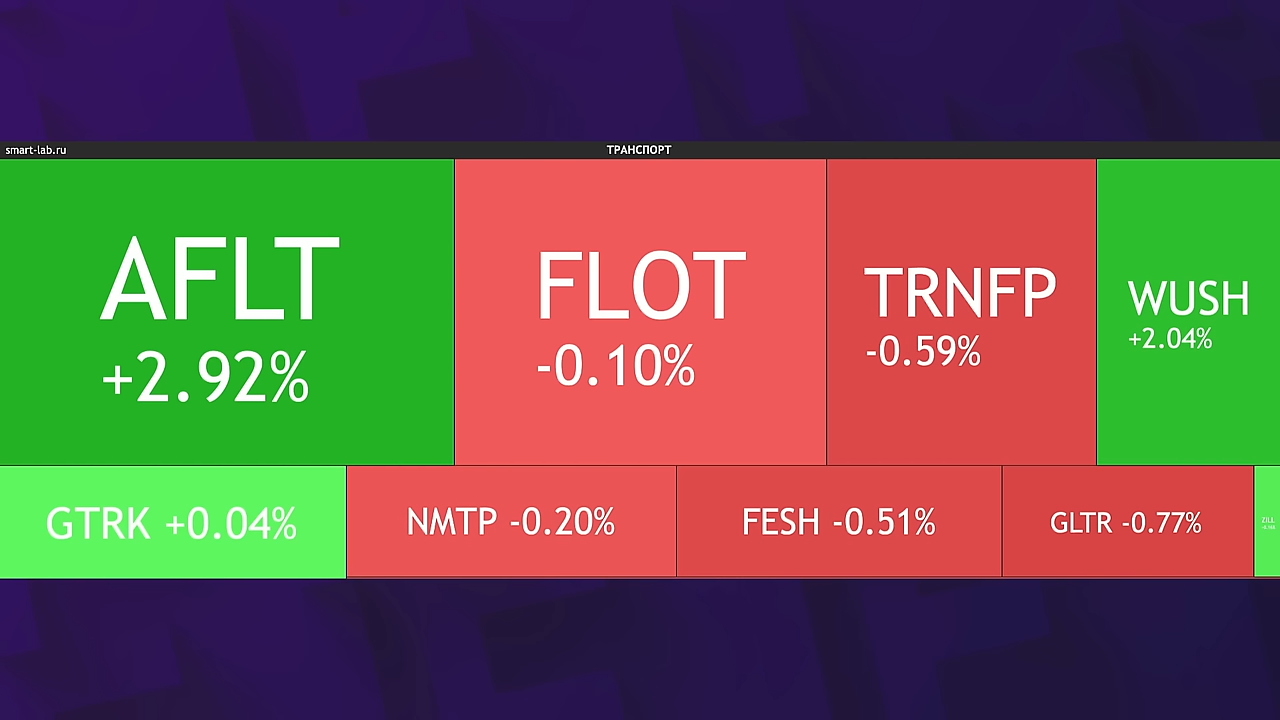 smart-lab.ru
ТРАНСПОРТ
AFLT
+2.92%
FLOT
-0.10%
TRNFP
-0.59%
WUSH
+2.04%
GTRK +0.04%
NMTP -0.20%
FESH -0.51%
GLTR -0.77%
ZILL